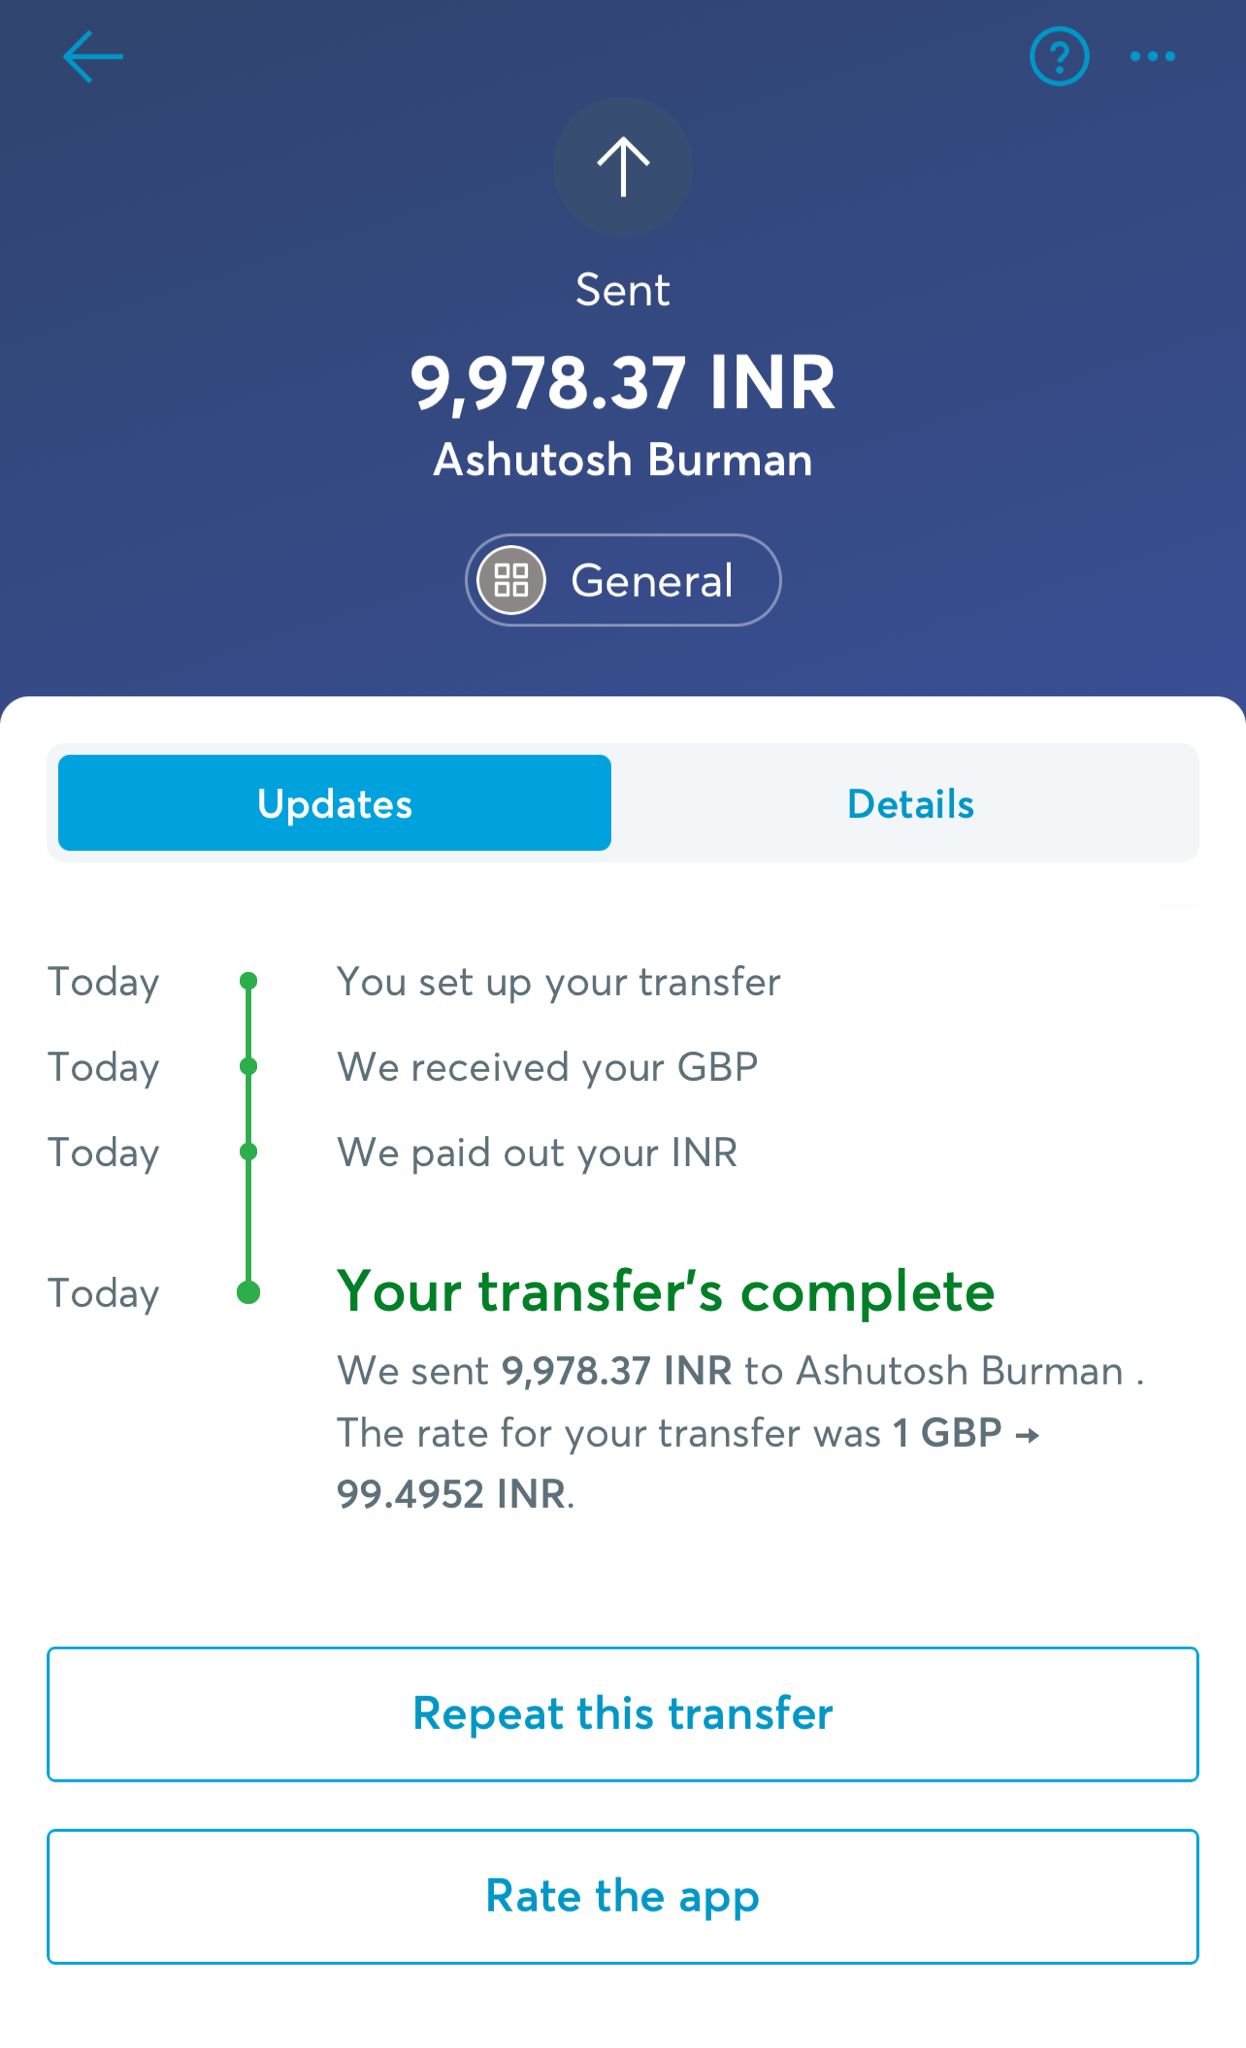 Sent
9,978.37 INR
Ashutosh Burman
General
Updates
Details
Today You set up your transfer
Today We received your GBP
Today We paid out your INR
Today Your transfer's complete
We sent 9,978.37 INR to Ashutosh Burman .
The rate for your transfer was 1 GBP →
99.4952 INR.
Repeat this transfer
Rate the app